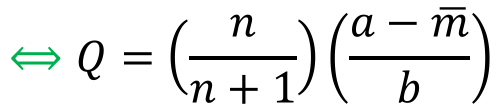 ⟺ Q = (n/(n + 1)) ((a − m̅)/b)